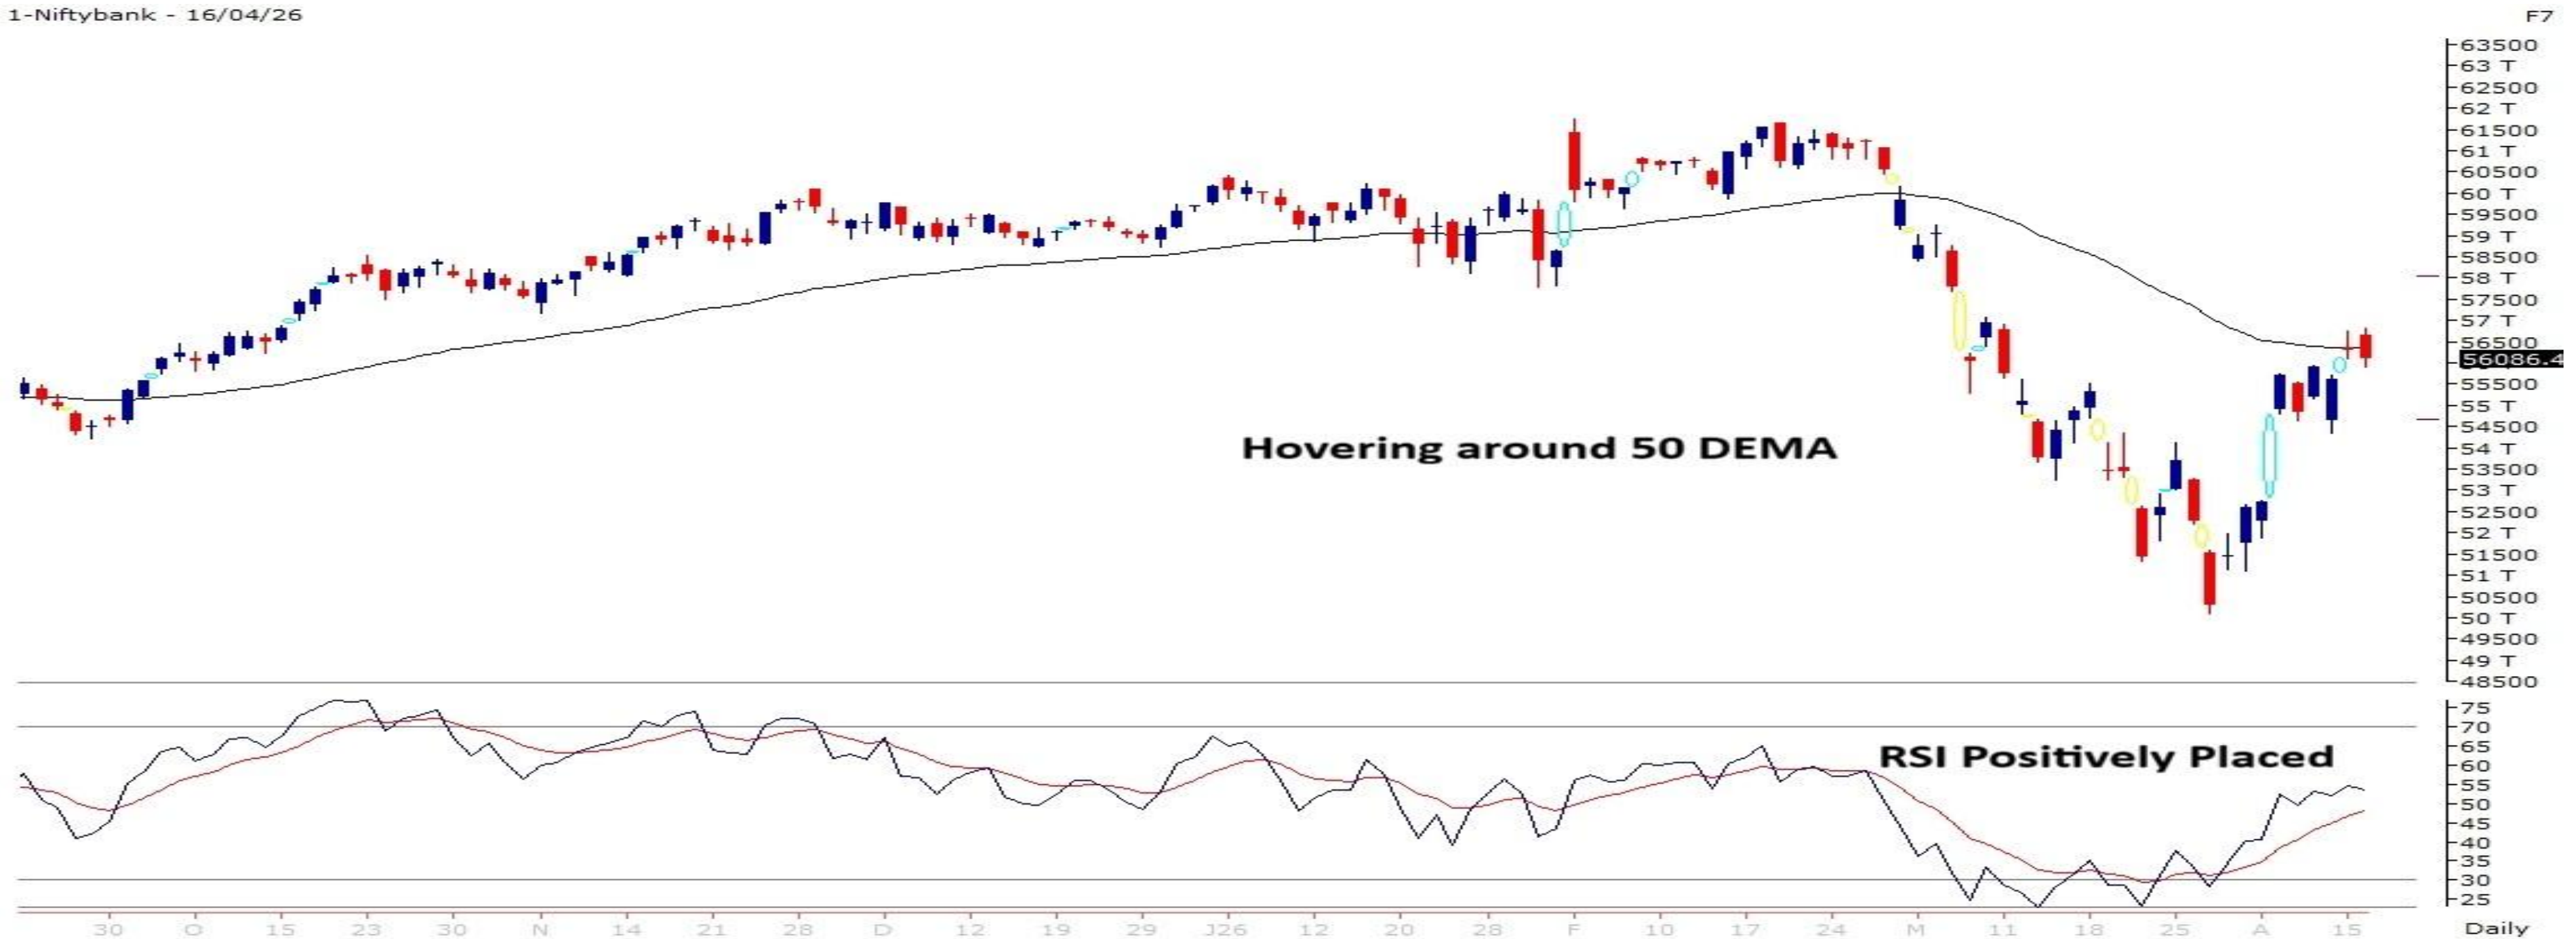 1-Niftybank - 16/04/26
F7
63500
63 T
62500
62 T
61500
61 T
60500
60 T
59500
59 T
58500
58 T
57500
57 T
56500
56086.4
55500
55 T
54500
54 T
53500
53 T
52500
52 T
51500
51 T
50500
50 T
49500
49 T
48500
Hovering around 50 DEMA
75
70
65
60
55
50
45
40
35
30
25
RSI Positively Placed
30 O 15 23 30 N 14 21 28 D 12 19 29 J26 12 20 28 F 10 17 24 M 11 18 25 A 15
Daily